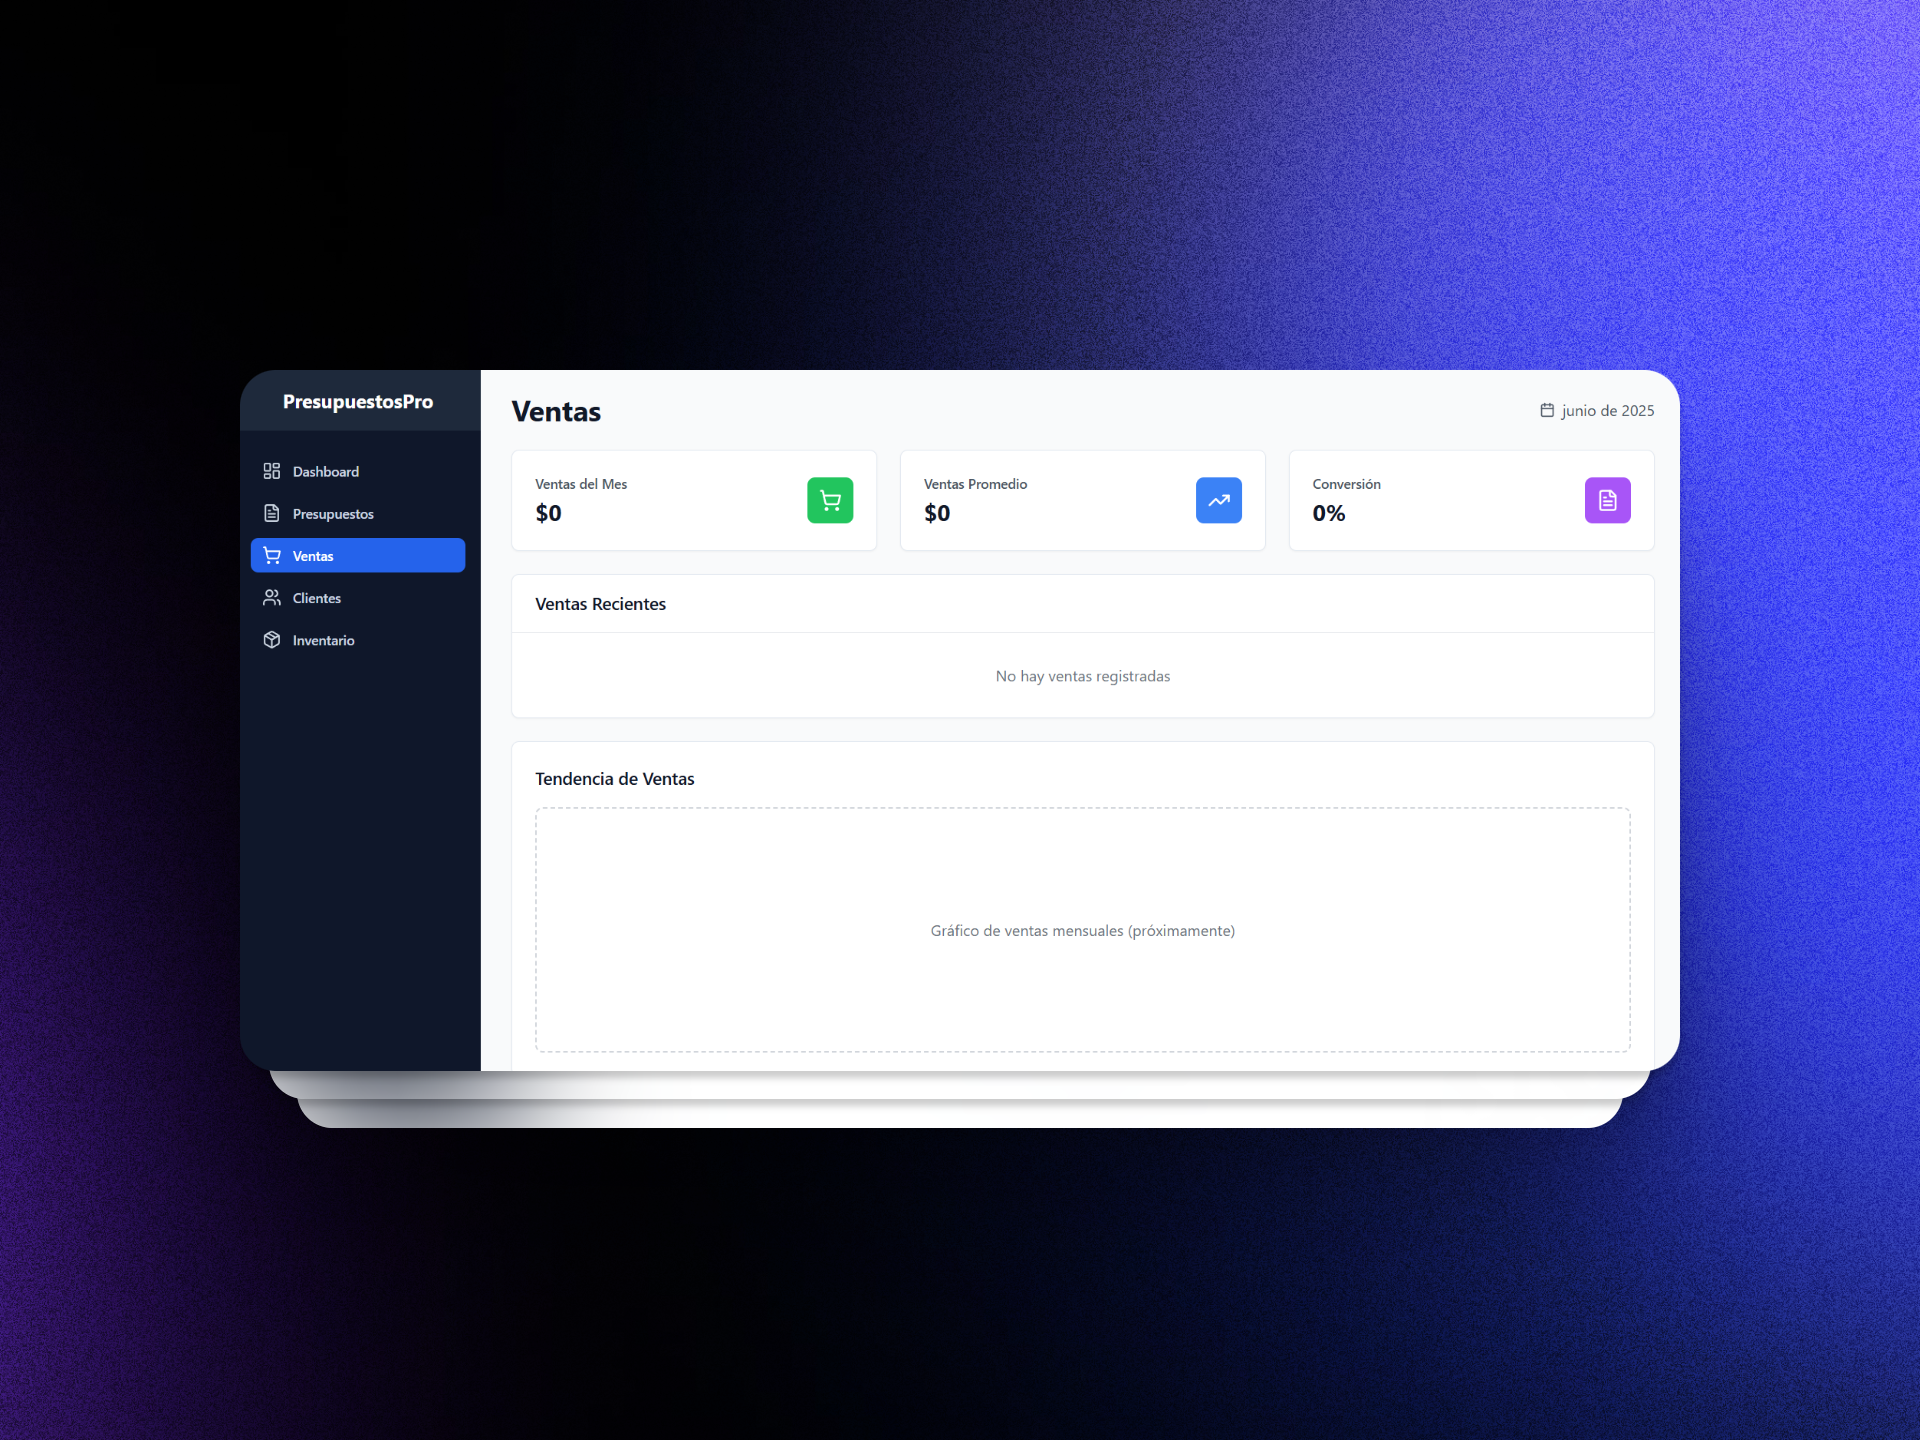 PresupuestosPro
Dashboard
Presupuestos
Ventas
Clientes
Inventario
Ventas
junio de 2025
Ventas del Mes
$0
Ventas Promedio
$0
Conversión
0%
Ventas Recientes
No hay ventas registradas
Tendencia de Ventas
Gráfico de ventas mensuales (próximamente)